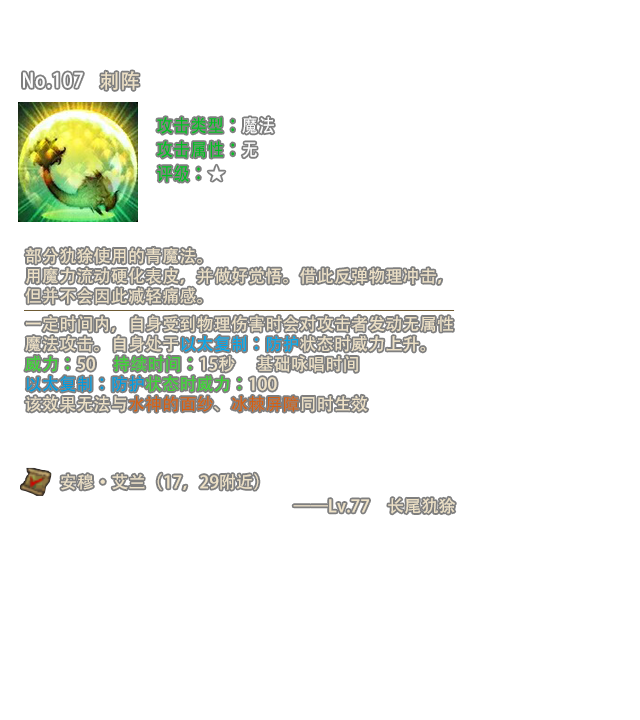 No.107 刺阵
攻击类型：魔法
攻击属性：无
评级：★
部分犰狳使用的青魔法。
用魔力流动硬化表皮，并做好觉悟。借此反弹物理冲击，
但并不会因此减轻痛感。
一定时间内，自身受到物理伤害时会对攻击者发动无属性
魔法攻击。自身处于以太复制：防护状态时威力上升。
威力：50 持续时间：15秒 基础咏唱时间
以太复制：防护状态时威力：100
该效果无法与水神的面纱、冰棘屏障同时生效
安穆・艾兰（17，29附近）
——Lv.77 长尾犰狳